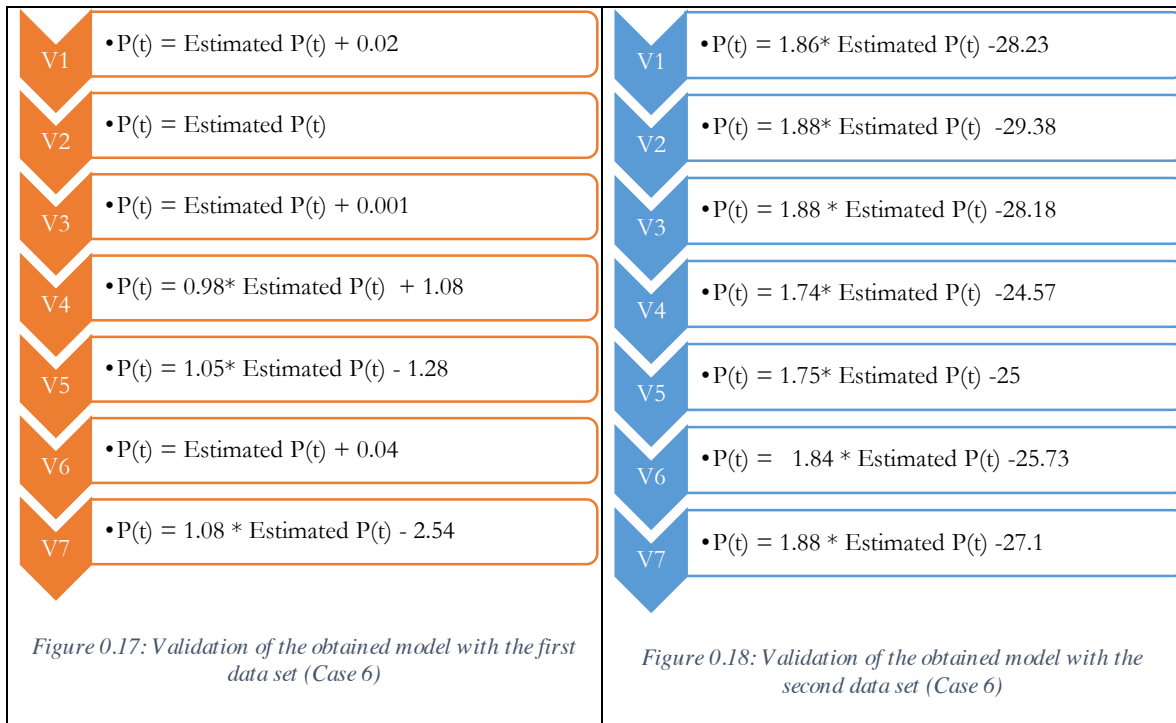 V1
•P(t) = Estimated P(t) + 0.02
V2
•P(t) = Estimated P(t)
V3
•P(t) = Estimated P(t) + 0.001
V4
•P(t) = 0.98* Estimated P(t)  + 1.08
V5
•P(t) = 1.05* Estimated P(t) - 1.28
V6
•P(t) = Estimated P(t) + 0.04
V7
•P(t) = 1.08 * Estimated P(t) - 2.54
Figure 0.17: Validation of the obtained model with the first
data set (Case 6)
V1
•P(t) = 1.86* Estimated P(t) -28.23
V2
•P(t) = 1.88* Estimated P(t)  -29.38
V3
•P(t) = 1.88 * Estimated P(t) -28.18
V4
•P(t) = 1.74* Estimated P(t)  -24.57
V5
•P(t) = 1.75* Estimated P(t) -25
V6
•P(t) =   1.84 * Estimated P(t) -25.73
V7
•P(t) = 1.88 * Estimated P(t) -27.1
Figure 0.18: Validation of the obtained model with the
second data set (Case 6)